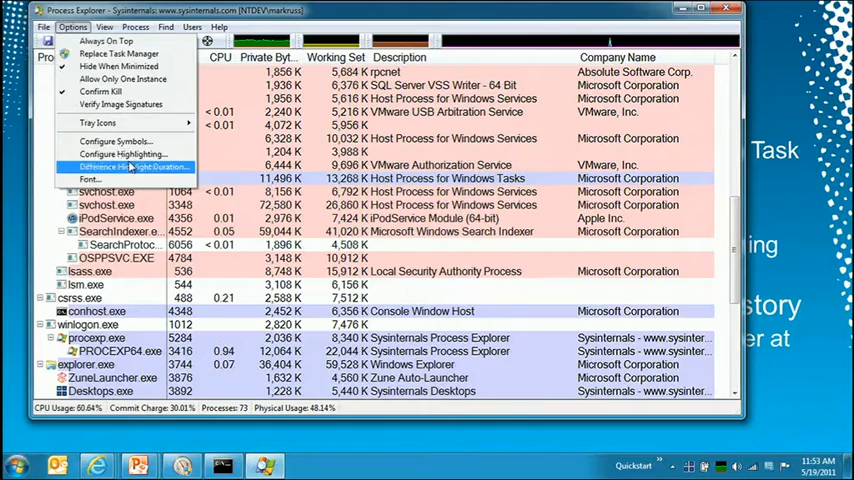 Process Explorer - Sysinternals: www.sysinternals.com [NTDEV\markruss]
File Options View Process Find Users Help
Always On Top
Replace Task Manager
Hide When Minimized
Allow Only One Instance
Confirm Kill
Verify Image Signatures
Tray Icons
Configure Symbols...
Configure Highlighting...
Difference Highlight Duration...
Font...
CPU Private Byt... Working Set Description Company Name
1,856 K 5,684 K rpcnet Absolute Software Corp.
1,936 K 6,376 K SQL Server VSS Writer - 64 Bit Microsoft Corporation
1,956 K 5,616 K Host Process for Windows Services Microsoft Corporation
< 0.01 2,240 K 5,216 K VMware USB Arbitration Service VMware, Inc.
< 0.01 4,072 K 5,956 K
6,328 K 10,032 K Host Process for Windows Services Microsoft Corporation
1,204 K 3,968 K VMware, Inc.
6,444 K VMware Authorization Service VMware, Inc.
11,496 K 13,268 K Host Process for Windows Tasks Microsoft Corporation
svchost.exe 1064 < 0.01 8,156 K 6,792 K Host Process for Windows Services Microsoft Corporation
svchost.exe 3348 72,580 K 26,860 K Host Process for Windows Services Microsoft Corporation
iPodService.exe 3916 0.01 2,976 K 7,424 K iPodService Module (64-bit) Apple Inc.
SearchIndexer.e... 5736 0.05 59,044 K 41,020 K Microsoft Windows Search Indexer Microsoft Corporation
SearchProtoc... 6056 < 0.01 1,896 K 4,508 K
OSPPSVC.EXE 4784 3,148 K 10,912 K
lsass.exe 536 8,748 K 15,912 K Local Security Authority Process Microsoft Corporation
lsm.exe 544 3,108 K 6,156 K
csrss.exe 488 0.21 2,588 K 7,512 K
conhost.exe 4348 2,452 K 6,356 K Console Window Host Microsoft Corporation
winlogon.exe 1012 2,820 K 7,476 K
procexp.exe 5284 2,036 K 8,340 K Sysinternals Process Explorer Sysinternals - www.sysinter...
PROCEXP64.exe 3416 0.94 12,064 K 22,044 K Sysinternals Process Explorer Sysinternals - www.sysinter...
explorer.exe 3744 0.07 36,404 K 59,528 K Windows Explorer Microsoft Corporation
ZuneLauncher.exe 3876 1,632 K 4,560 K Zune Auto-Launcher Microsoft Corporation
Desktops.exe 3892 1,220 K 5,440 K Sysinternals Desktops Sysinternals - www.sysinter...
CPU Usage: 60.64% Commit Charge: 30.01% Processes: 73 Physical Usage: 48.14%
Task
story
er at
Quickstart
11:53 AM
5/19/2011